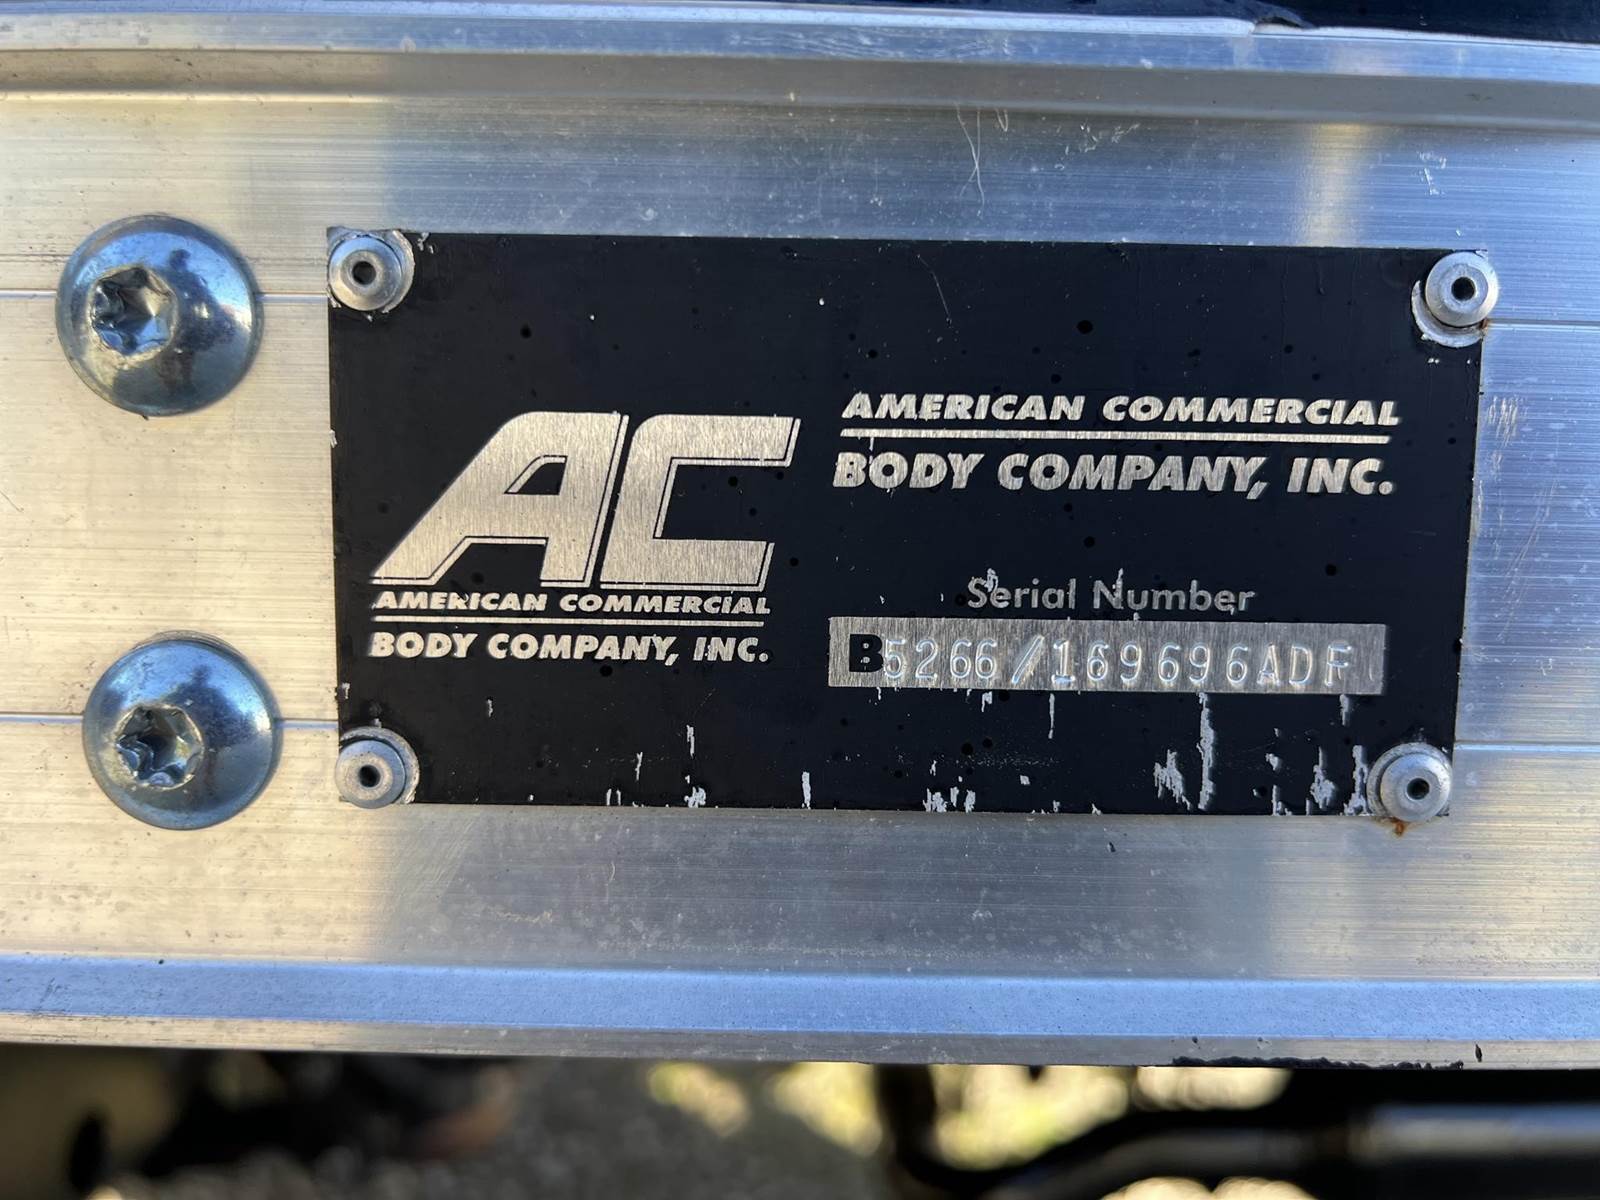 AC
AMERICAN COMMERCIAL
BODY COMPANY, INC.
AMERICAN COMMERCIAL
BODY COMPANY, INC.
Serial Number
B5266/169696ADF